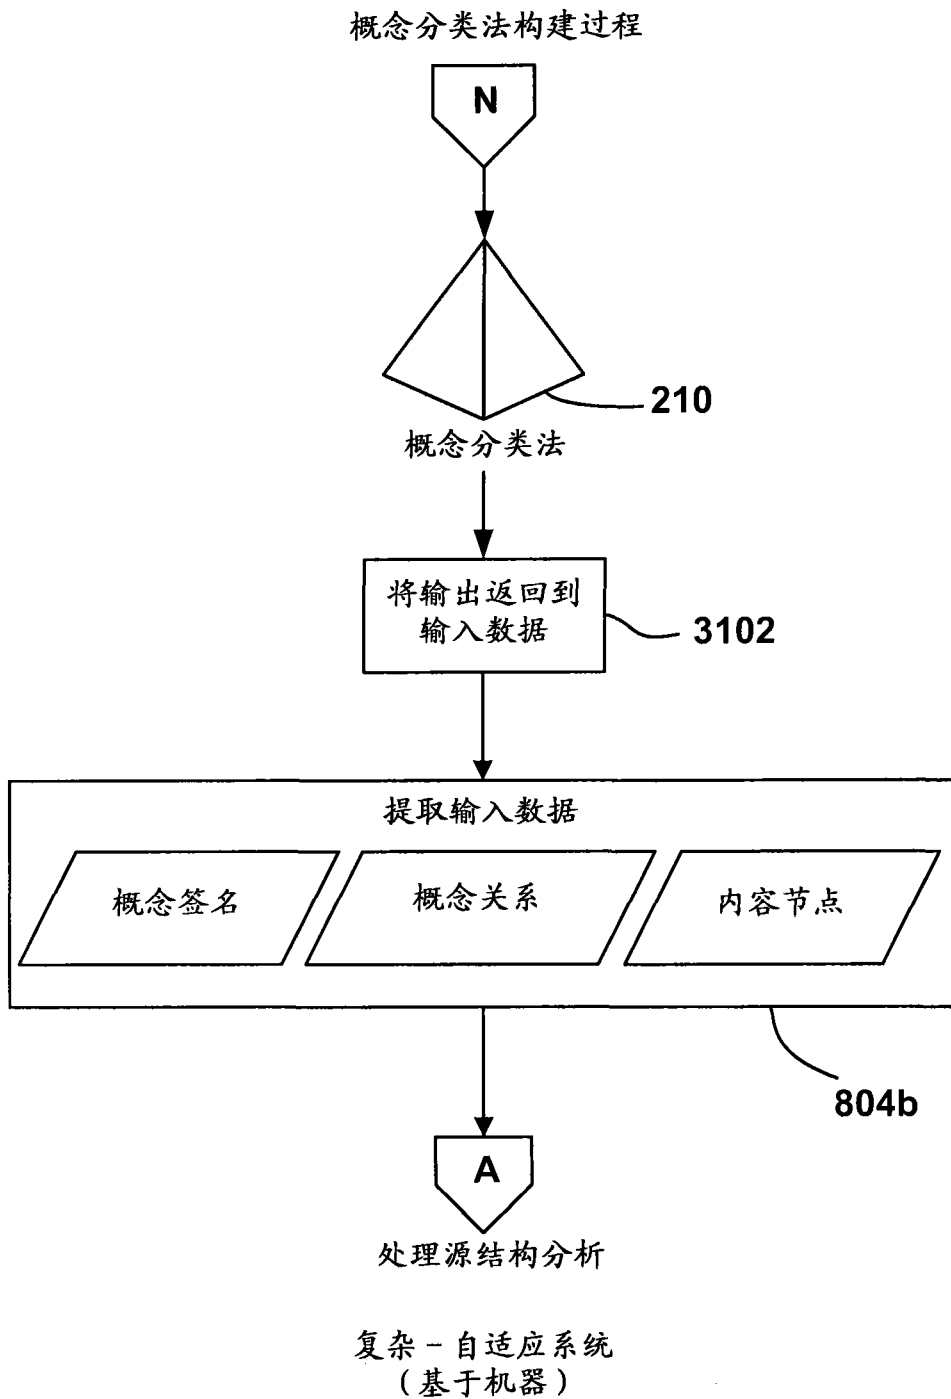 概念分类法构建过程
N
210
概念分类法
将输出返回到
输入数据
3102
提取输入数据
概念签名
概念关系
内容节点
804b
A
处理源结构分析
复杂－自适应系统
（基于机器）